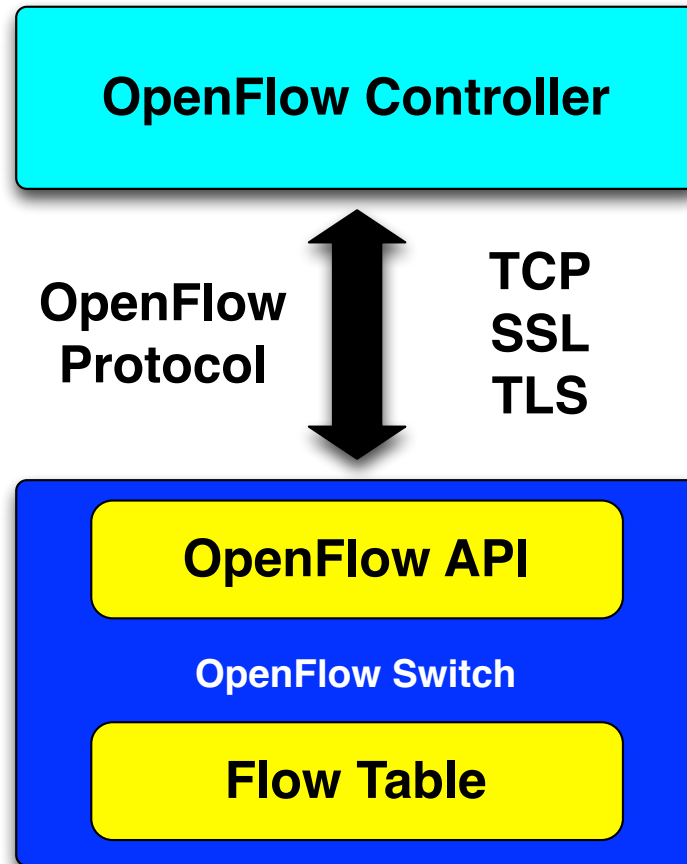 OpenFlow Controller
OpenFlow
Protocol
TCP
SSL
TLS
OpenFlow API
OpenFlow Switch
Flow Table